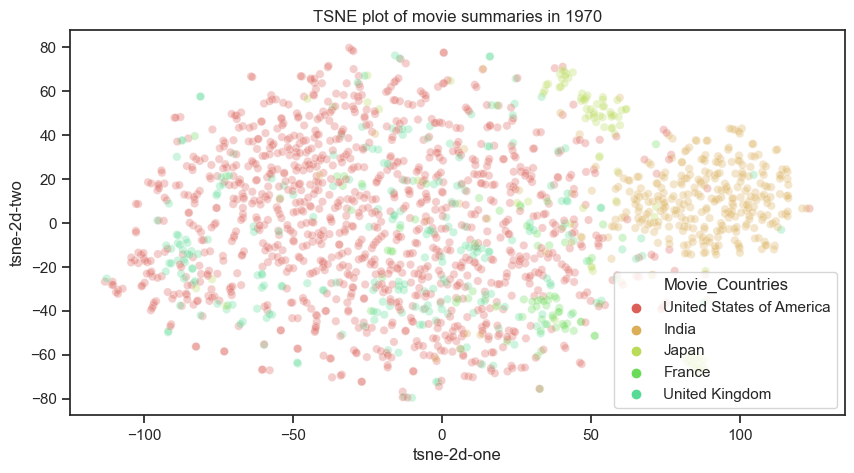 TSNE plot of movie summaries in 1970
80
60
40
20
0
−20
−40
−60
−80
tsne-2d-two
Movie_Countries
United States of America
India
Japan
France
United Kingdom
−100
−50
0
50
100
tsne-2d-one